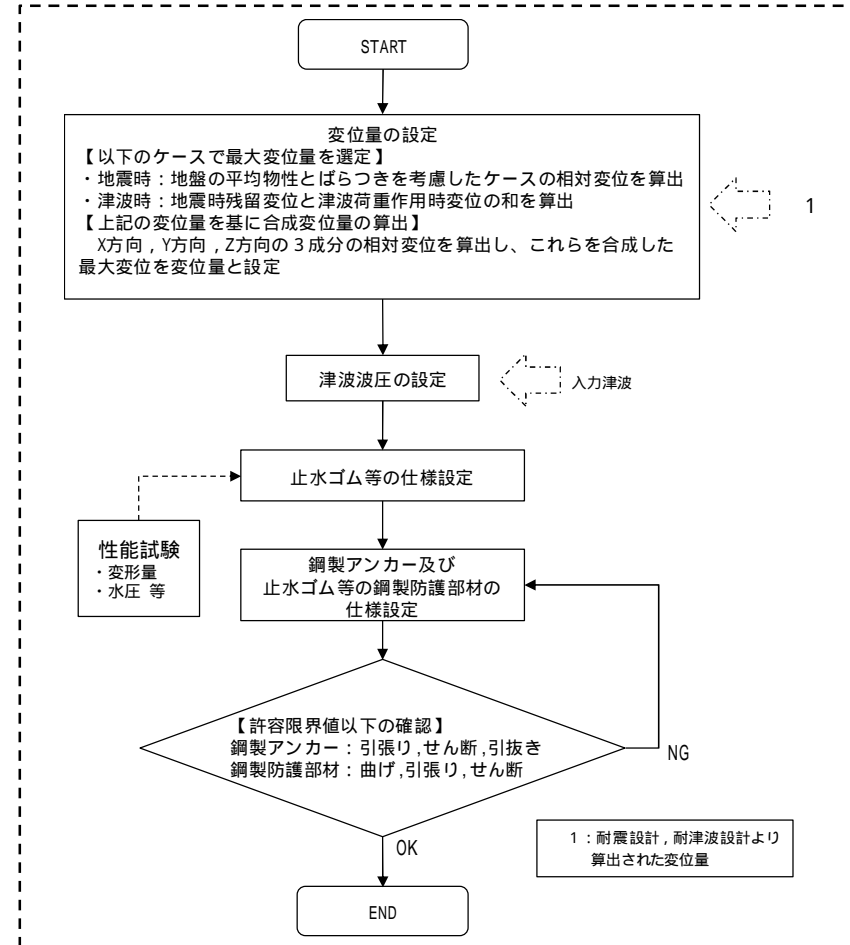 START
変位量の設定
【以下のケースで最大変位量を選定】
・地震時：地盤の平均物性とばらつきを考慮したケースの相対変位を算出
・津波時：地震時残留変位と津波荷重作用時変位の和を算出
【上記の変位量を基に合成変位量の算出】
X方向，Y方向，Z方向の３成分の相対変位を算出し、これらを合成した
最大変位を変位量と設定
1
津波波圧の設定
入力津波
止水ゴム等の仕様設定
性能試験
・変形量
・水圧 等
鋼製アンカー及び
止水ゴム等の鋼製防護部材の
仕様設定
【許容限界値以下の確認】
鋼製アンカー：引張り,せん断,引抜き
鋼製防護部材：曲げ,引張り,せん断
NG
OK
1：耐震設計，耐津波設計より
算出された変位量
END